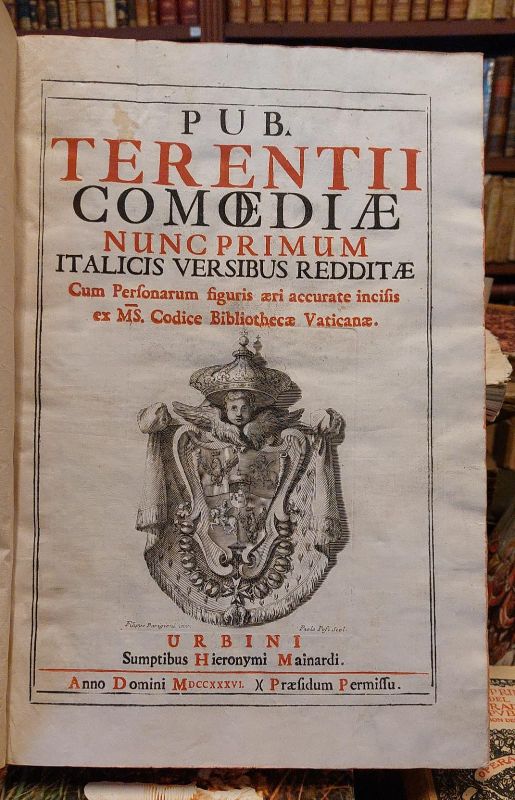 PUB.
TERENTII
COMŒDIÆ
NUNC PRIMUM
ITALICIS VERSIBUS REDDITÆ
Cum Perſonarum figuris æri accurate inciſis
ex M̅S̅. Codice Bibliothecæ Vaticanæ.
URBINI
Sumptibus Hieronymi Mainardi.
Anno Domini MDCCXXXVI. )( Præſidum Permiſſu.